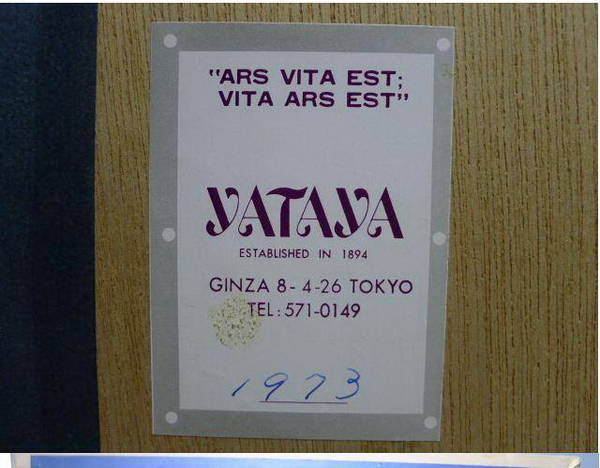 "ARS VITA EST;
VITA ARS EST"
YATAYA
ESTABLISHED IN 1894
GINZA 8-4-26 TOKYO
TEL: 571-0149
1973